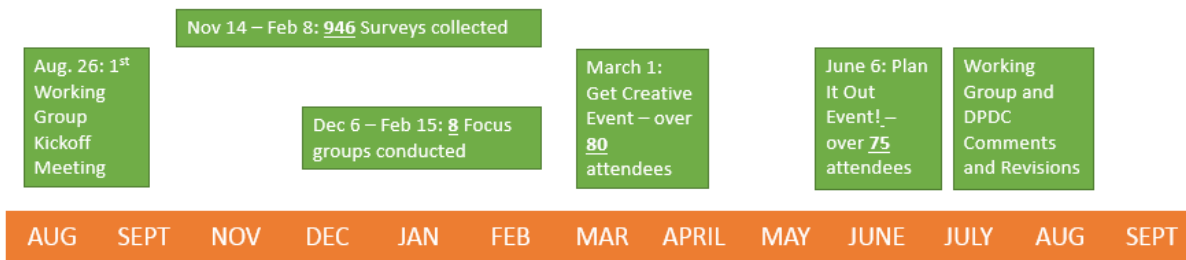 Nov 14 – Feb 8: 946 Surveys collected
Aug. 26: 1st
Working
Group
Kickoff
Meeting
Dec 6 – Feb 15: 8 Focus
groups conducted
March 1:
Get Creative
Event – over
80
attendees
June 6: Plan
It Out
Event! –
over 75
attendees
Working
Group and
DPDC
Comments
and Revisions
AUG SEPT NOV DEC JAN FEB MAR APRIL MAY JUNE JULY AUG SEPT